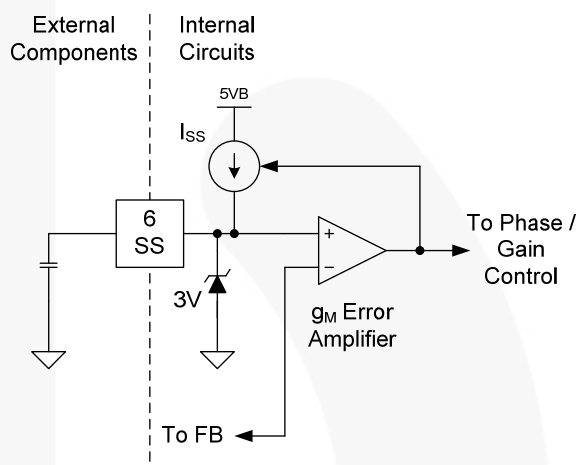 External
Components
Internal
Circuits
5VB
ISS
6
SS
+
−
3V
gM Error
Amplifier
To Phase /
Gain
Control
To FB